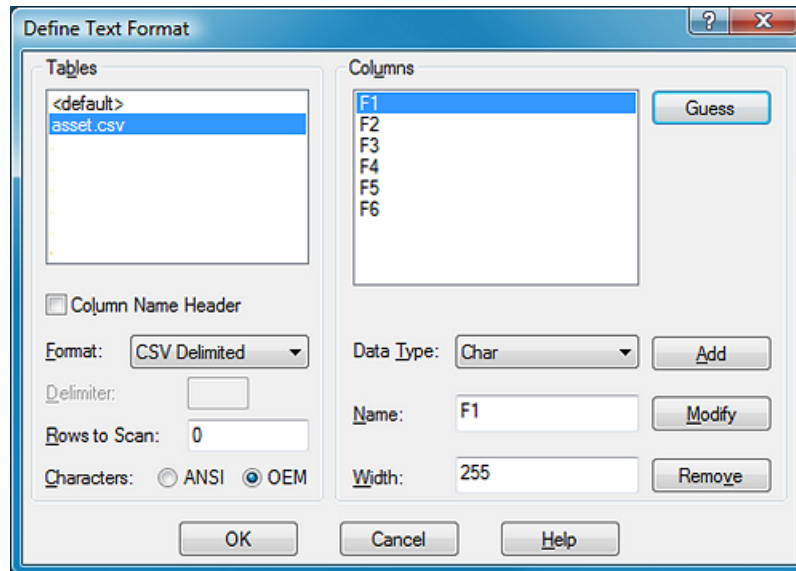 Define Text Format
?
X
Tables
<default>
asset.csv
Column Name Header
Format: CSV Delimited
Delimiter:
Rows to Scan: 0
Characters: ANSI OEM
Columns
F1
F2
F3
F4
F5
F6
Guess
Data Type: Char
Add
Name: F1
Modify
Width: 255
Remove
OK
Cancel
Help